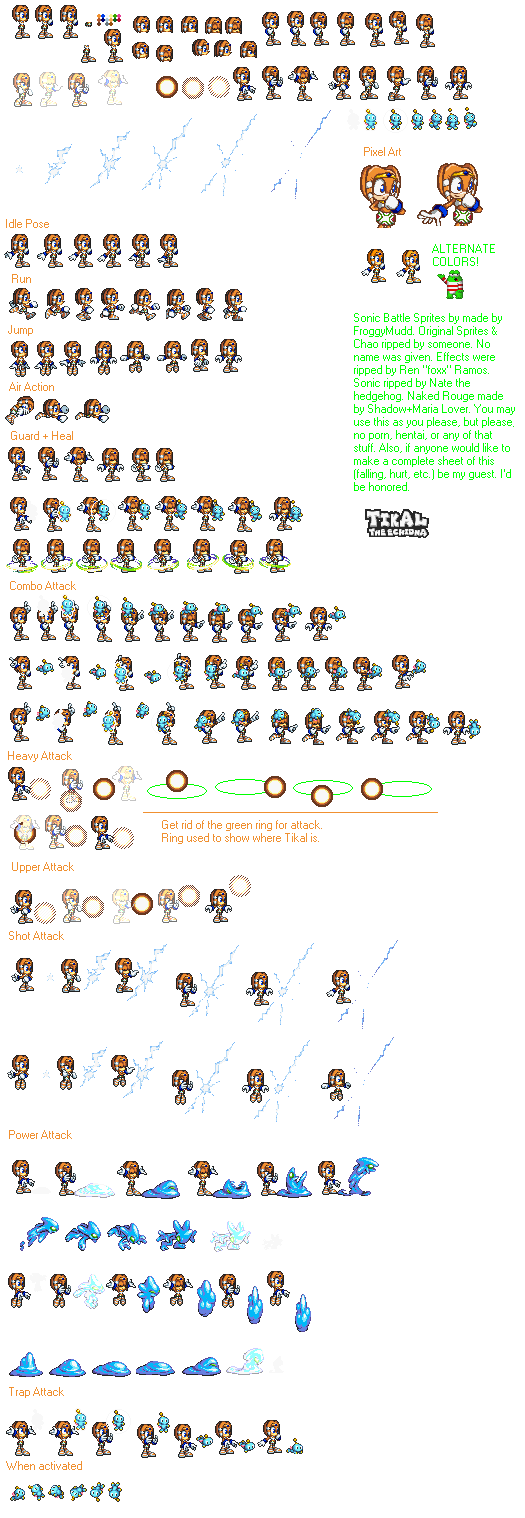 Pixel Art
Idle Pose
ALTERNATE
COLORS!
Run
Sonic Battle Sprites by made by
FroggyMudd. Original Sprites &
Chao ripped by someone. No
name was given. Effects were
ripped by Ren "foxx" Ramos.
Sonic ripped by Nate the
hedgehog. Naked Rouge made
by Shadow+Maria Lover. You may
use this as you please, but please,
no porn, hentai, or any of that
stuff. Also, if anyone would like to
make a complete sheet of this
(falling, hurt, etc.) be my guest. I'd
be honored.
Jump
Air Action
Guard + Heal
TIKAL
THE ECHIDNA
Combo Attack
Heavy Attack
Get rid of the green ring for attack.
Ring used to show where Tikal is.
Upper Attack
Shot Attack
Power Attack
Trap Attack
When activated